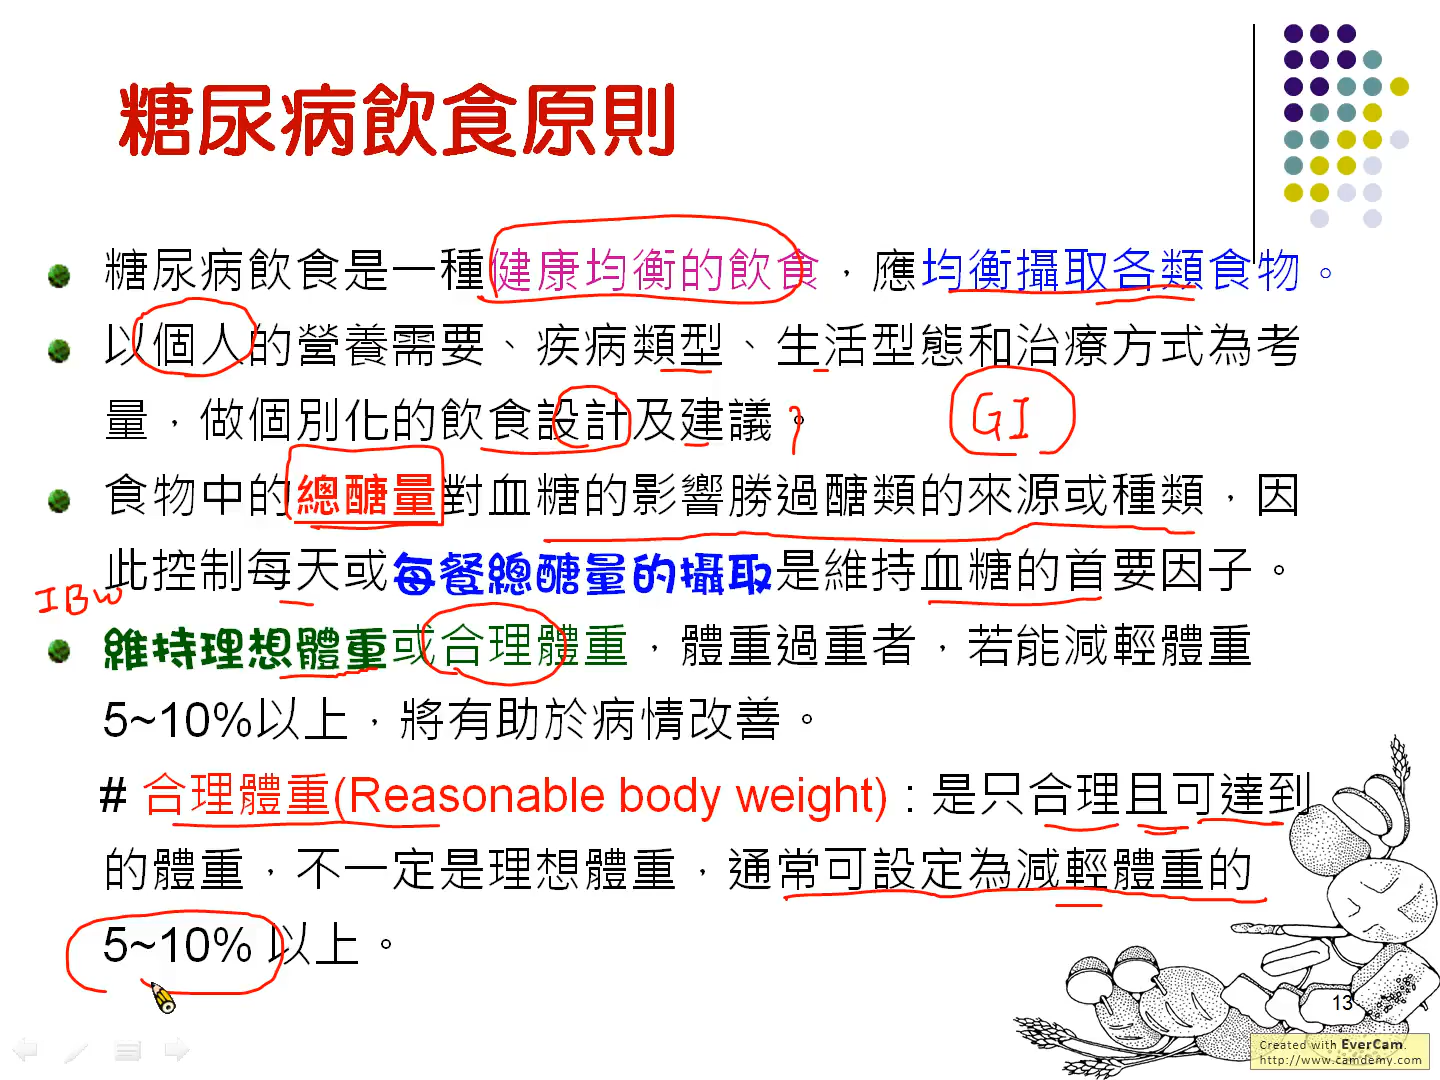 糖尿病飲食原則
糖尿病飲食是一種健康均衡的飲食，應均衡攝取各類食物。
以個人的營養需要、疾病類型、生活型態和治療方式為考
量，做個別化的飲食設計及建議。
GI
食物中的總醣量對血糖的影響勝過醣類的來源或種類，因
此控制每天或每餐總醣量的攝取是維持血糖的首要因子。
IBW
維持理想體重或合理體重，體重過重者，若能減輕體重
5~10%以上，將有助於病情改善。
# 合理體重(Reasonable body weight)：是只合理且可達到
的體重，不一定是理想體重，通常可設定為減輕體重的
5~10% 以上。
13
Created with EverCam.
http://www.camdemy.com